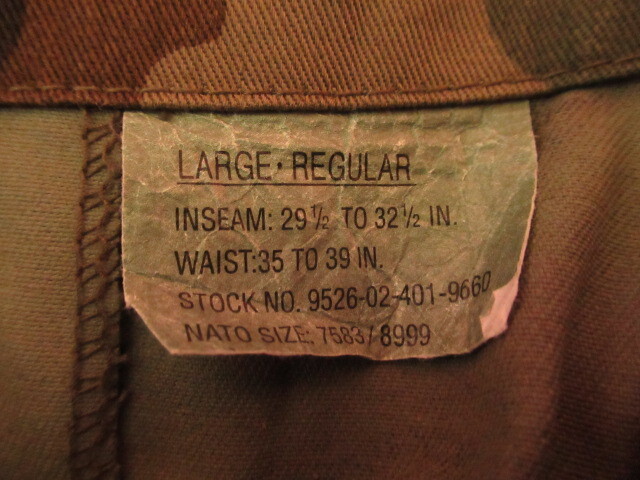 LARGE · REGULAR
INSEAM: 29 1/2 TO 32 1/2 IN.
WAIST:35 TO 39 IN.
STOCK NO. 9526-02-401-9660
NATO SIZE: 7583/8999